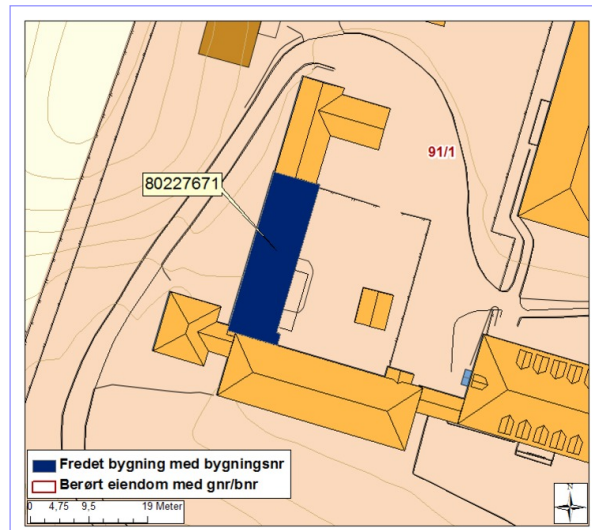 91/1
80227671
Fredet bygning med bygningsnr
Berørt eiendom med gnr/bnr
0 4,75 9,5 19 Meter